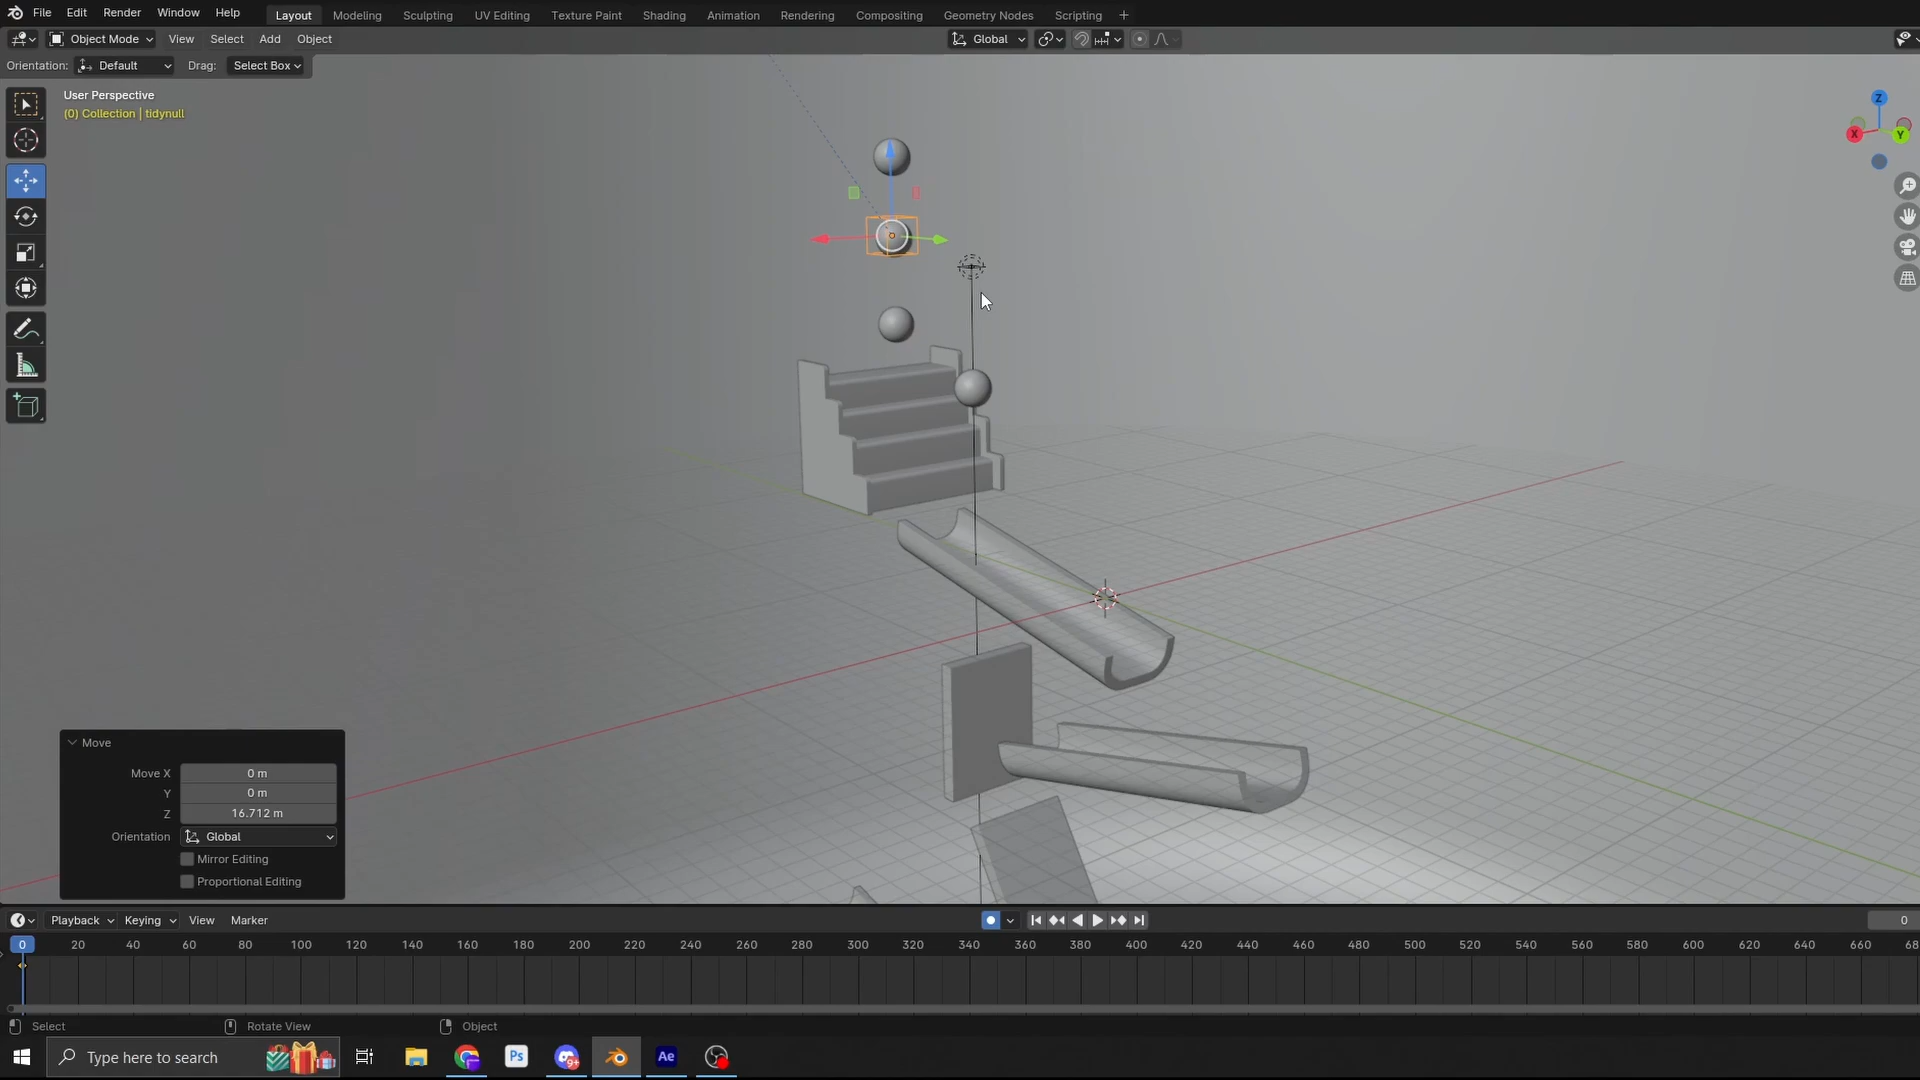 File Edit Render Window Help Layout Modeling Sculpting UV Editing Texture Paint Shading Animation Rendering Compositing Geometry Nodes Scripting +
Object Mode View Select Add Object Global
Orientation: Default Drag: Select Box
User Perspective
(0) Collection | tidynull
Z
X
Y
Move
Move X 0 m
Y 0 m
Z 16.712 m
Orientation Global
Mirror Editing
Proportional Editing
Playback Keying View Marker 0
0 20 40 60 80 100 120 140 160 180 200 220 240 260 280 300 320 340 360 380 400 420 440 460 480 500 520 540 560 580 600 620 640 660 68
Select Rotate View Object
Type here to search Ps 9+ Ae